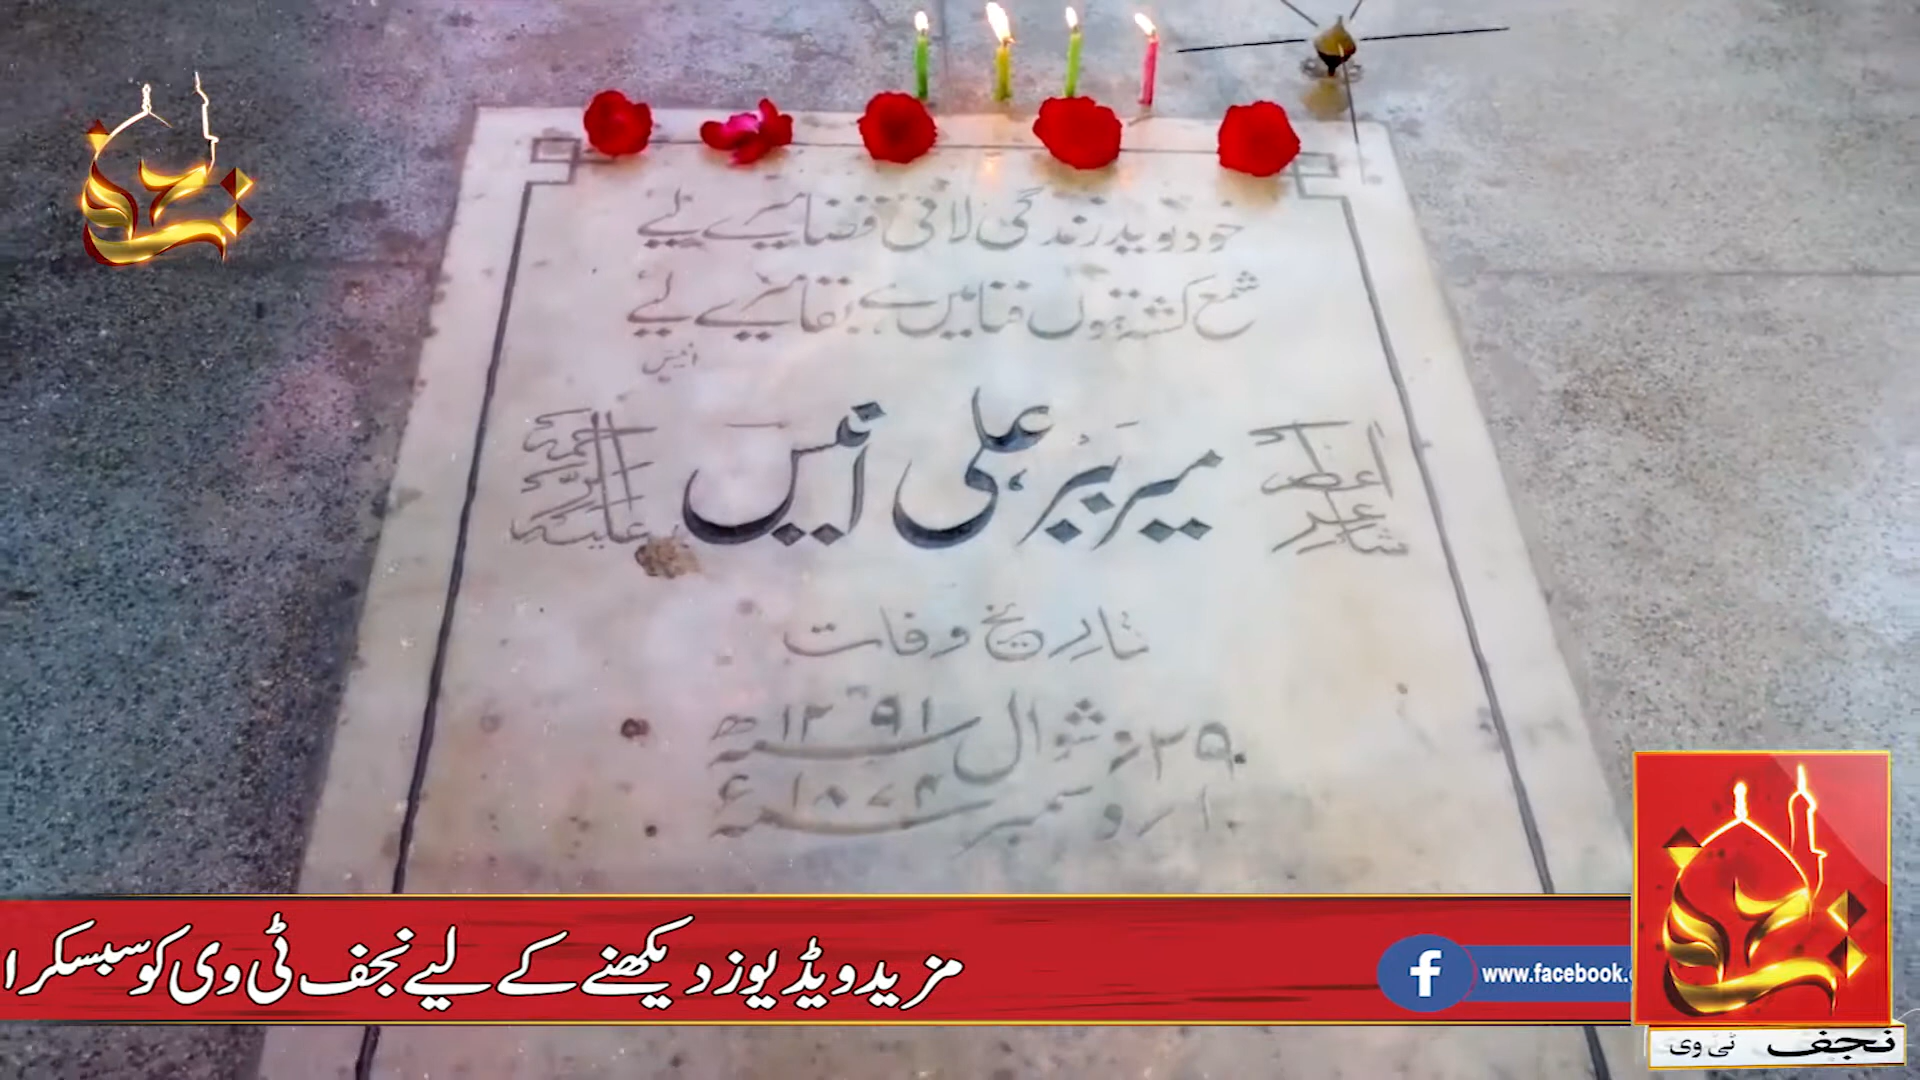 خود نوید زندگی لائی قضا میرے لیے
شمع کشتہ ہوں فنا میں ہے بقا میرے لیے
انیس
شاعر اعظم
میر ببر علی انیس
علیہ الرحمہ
تاریخ وفات
۲۹ شوال سنہ ۱۲۹۱ھ
۱۰ دسمبر سنہ ۱۸۷۴ء
مزید ویڈیوز دیکھنے کے لیے نجف ٹی وی کو سبسکرا
www.facebook.
نجف ٹی وی